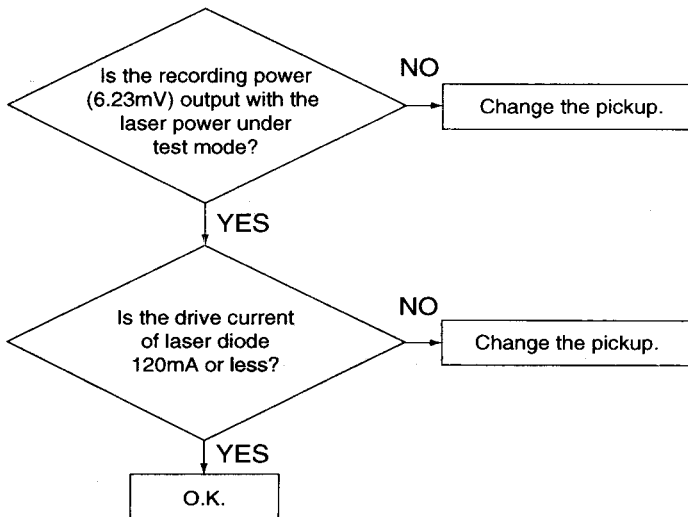 Is the recording power
(6.23mV) output with the
laser power under
test mode?
NO
Change the pickup.
YES
Is the drive current
of laser diode
120mA or less?
NO
Change the pickup.
YES
O.K.